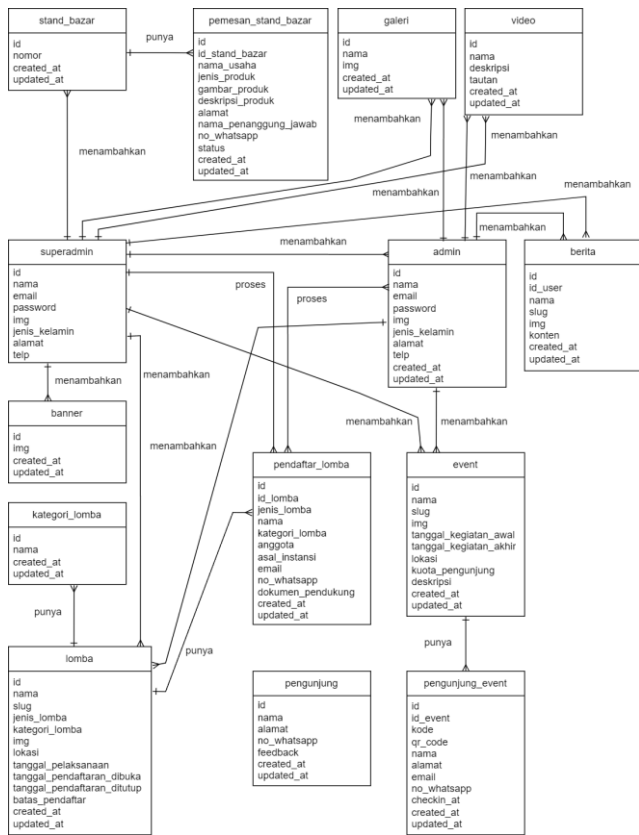 stand_bazar
id
nomor
created_at
updated_at
punya
pemesan_stand_bazar
id
id_stand_bazar
nama_usaha
jenis_produk
gambar_produk
deskripsi_produk
alamat
nama_penanggung_jawab
no_whatsapp
status
created_at
updated_at
galeri
id
nama
img
created_at
updated_at
video
id
nama
deskripsi
tautan
created_at
updated_at
menambahkan
menambahkan
menambahkan
menambahkan
menambahkan
menambahkan
superadmin
id
nama
email
password
img
jenis_kelamin
alamat
telp
proses
proses
admin
id
nama
email
password
img
jenis_kelamin
alamat
telp
created_at
updated_at
berita
id
id_user
nama
slug
img
konten
created_at
updated_at
menambahkan
menambahkan
banner
id
img
created_at
updated_at
menambahkan
menambahkan
menambahkan
kategori_lomba
id
nama
created_at
updated_at
punya
pendaftar_lomba
id
id_lomba
jenis_lomba
nama
kategori_lomba
anggota
asal_instansi
email
no_whatsapp
dokumen_pendukung
created_at
updated_at
event
id
nama
slug
img
tanggal_kegiatan_awal
tanggal_kegiatan_akhir
lokasi
kuota_pengunjung
deskripsi
created_at
updated_at
punya
punya
lomba
id
nama
slug
jenis_lomba
kategori_lomba
img
lokasi
tanggal_pelaksanaan
tanggal_pendaftaran_dibuka
tanggal_pendaftaran_ditutup
batas_pendaftar
created_at
updated_at
pengunjung
id
nama
alamat
no_whatsapp
feedback
created_at
updated_at
pengunjung_event
id
id_event
kode
qr_code
nama
alamat
email
no_whatsapp
checkin_at
created_at
updated_at